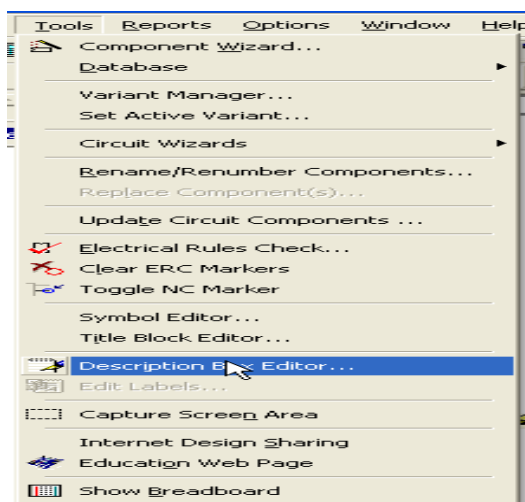 Tools Reports Options Window Help
Component Wizard...
Database
Variant Manager...
Set Active Variant...
Circuit Wizards
Rename/Renumber Components...
Replace Component(s)...
Update Circuit Components ...
Electrical Rules Check...
Clear ERC Markers
Toggle NC Marker
Symbol Editor...
Title Block Editor...
Description Box Editor...
Edit Labels...
Capture Screen Area
Internet Design Sharing
Education Web Page
Show Breadboard